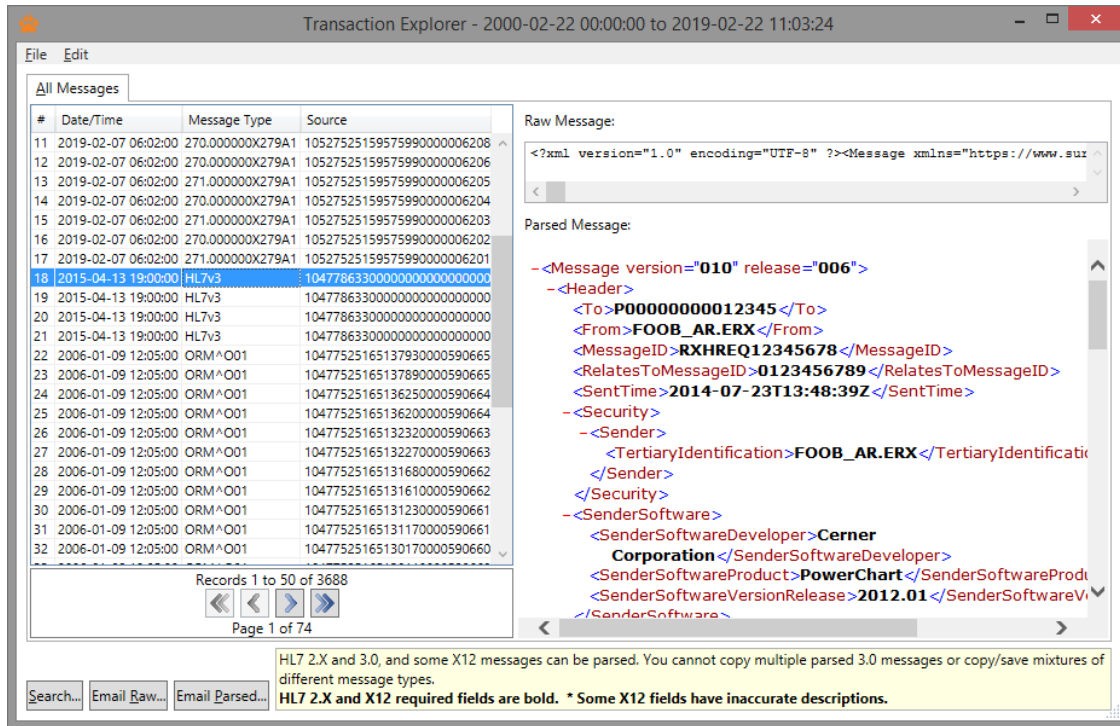 Transaction Explorer - 2000-02-22 00:00:00 to 2019-02-22 11:03:24
File Edit
All Messages
# Date/Time Message Type Source
11 2019-02-07 06:02:00 270.000000X279A1 10527525159575990000006208
12 2019-02-07 06:02:00 270.000000X279A1 10527525159575990000006206
13 2019-02-07 06:02:00 271.000000X279A1 10527525159575990000006205
14 2019-02-07 06:02:00 270.000000X279A1 10527525159575990000006204
15 2019-02-07 06:02:00 271.000000X279A1 10527525159575990000006203
16 2019-02-07 06:02:00 270.000000X279A1 10527525159575990000006202
17 2019-02-07 06:02:00 271.000000X279A1 10527525159575990000006201
18 2015-04-13 19:00:00 HL7v3 1047786330000000000000000
19 2015-04-13 19:00:00 HL7v3 1047786330000000000000000
20 2015-04-13 19:00:00 HL7v3 1047786330000000000000000
21 2015-04-13 19:00:00 HL7v3 1047786330000000000000000
22 2006-01-09 12:05:00 ORM^O01 1047752516513793000590665
23 2006-01-09 12:05:00 ORM^O01 1047752516513789000590665
24 2006-01-09 12:05:00 ORM^O01 1047752516513625000590664
25 2006-01-09 12:05:00 ORM^O01 1047752516513620000590664
26 2006-01-09 12:05:00 ORM^O01 1047752516513232000590663
27 2006-01-09 12:05:00 ORM^O01 1047752516513227000590663
28 2006-01-09 12:05:00 ORM^O01 1047752516513168000590662
29 2006-01-09 12:05:00 ORM^O01 1047752516513161000590662
30 2006-01-09 12:05:00 ORM^O01 1047752516513123000590661
31 2006-01-09 12:05:00 ORM^O01 1047752516513117000590661
32 2006-01-09 12:05:00 ORM^O01 1047752516513017000590660
Records 1 to 50 of 3688
Page 1 of 74
Raw Message:
<?xml version="1.0" encoding="UTF-8" ?><Message xmlns="https://www.sur
Parsed Message:
-<Message version="010" release="006">
-<Header>
<To>P00000000012345</To>
<From>FOOB_AR.ERX</From>
<MessageID>RXHREQ12345678</MessageID>
<RelatesToMessageID>0123456789</RelatesToMessageID>
<SentTime>2014-07-23T13:48:39Z</SentTime>
-<Security>
-<Sender>
<TertiaryIdentification>FOOB_AR.ERX</TertiaryIdentificatio
</Sender>
</Security>
-<SenderSoftware>
<SenderSoftwareDeveloper>Cerner
Corporation</SenderSoftwareDeveloper>
<SenderSoftwareProduct>PowerChart</SenderSoftwareProdu
<SenderSoftwareVersionRelease>2012.01</SenderSoftwareVe
</SenderSoftware>
Search... Email Raw... Email Parsed...
HL7 2.X and 3.0, and some X12 messages can be parsed. You cannot copy multiple parsed 3.0 messages or copy/save mixtures of
different message types.
HL7 2.X and X12 required fields are bold. * Some X12 fields have inaccurate descriptions.